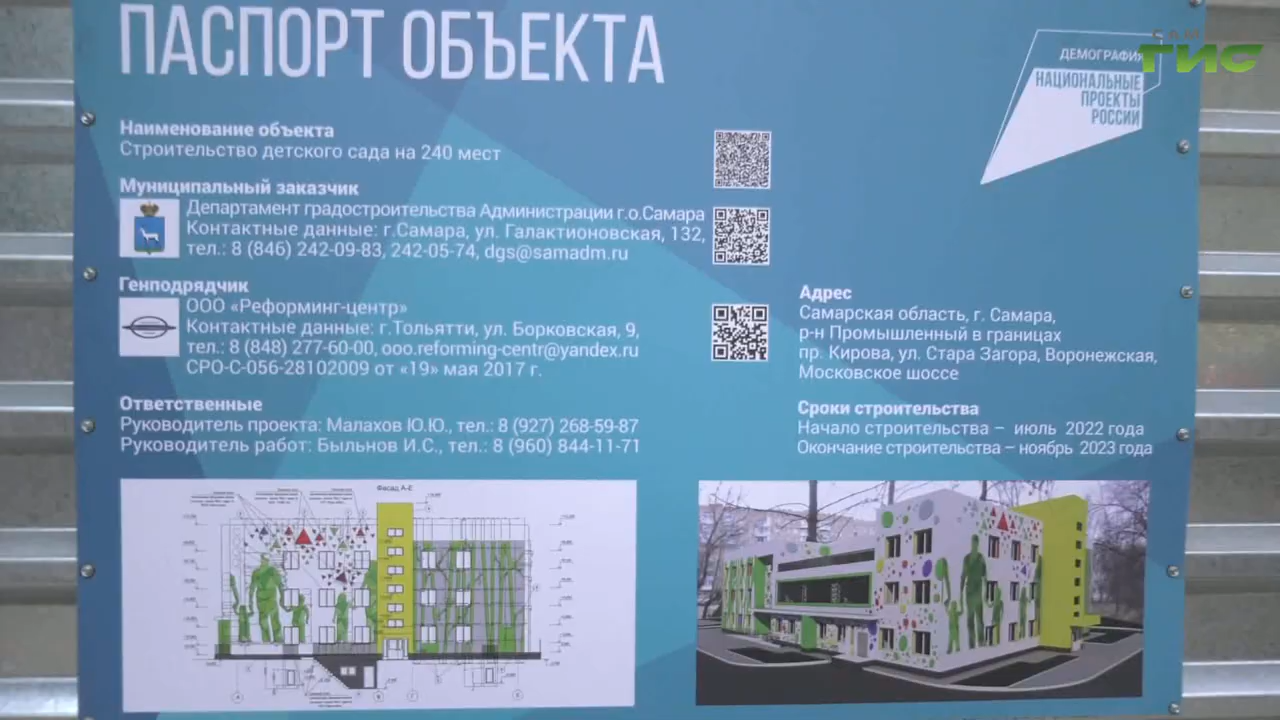 ПАСПОРТ ОБЪЕКТА
САМ
ГИС
ДЕМОГРАФИЯ
НАЦИОНАЛЬНЫЕ
ПРОЕКТЫ
РОССИИ
Наименование объекта
Строительство детского сада на 240 мест
Муниципальный заказчик
Департамент градостроительства Администрации г.о.Самара
Контактные данные: г.Самара, ул. Галактионовская, 132,
тел.: 8 (846) 242-09-83, 242-05-74, dgs@samadm.ru
Генподрядчик
ООО «Реформинг-центр»
Контактные данные: г.Тольятти, ул. Борковская, 9,
тел.: 8 (848) 277-60-00, ooo.reforming-centr@yandex.ru
СРО-С-056-28102009 от «19» мая 2017 г.
Ответственные
Руководитель проекта: Малахов Ю.Ю., тел.: 8 (927) 268-59-87
Руководитель работ: Быльнов И.С., тел.: 8 (960) 844-11-71
Адрес
Самарская область, г. Самара,
р-н Промышленный в границах
пр. Кирова, ул. Стара Загора, Воронежская,
Московское шоссе
Сроки строительства
Начало строительства – июль 2022 года
Окончание строительства – ноябрь 2023 года
Фасад А-Е